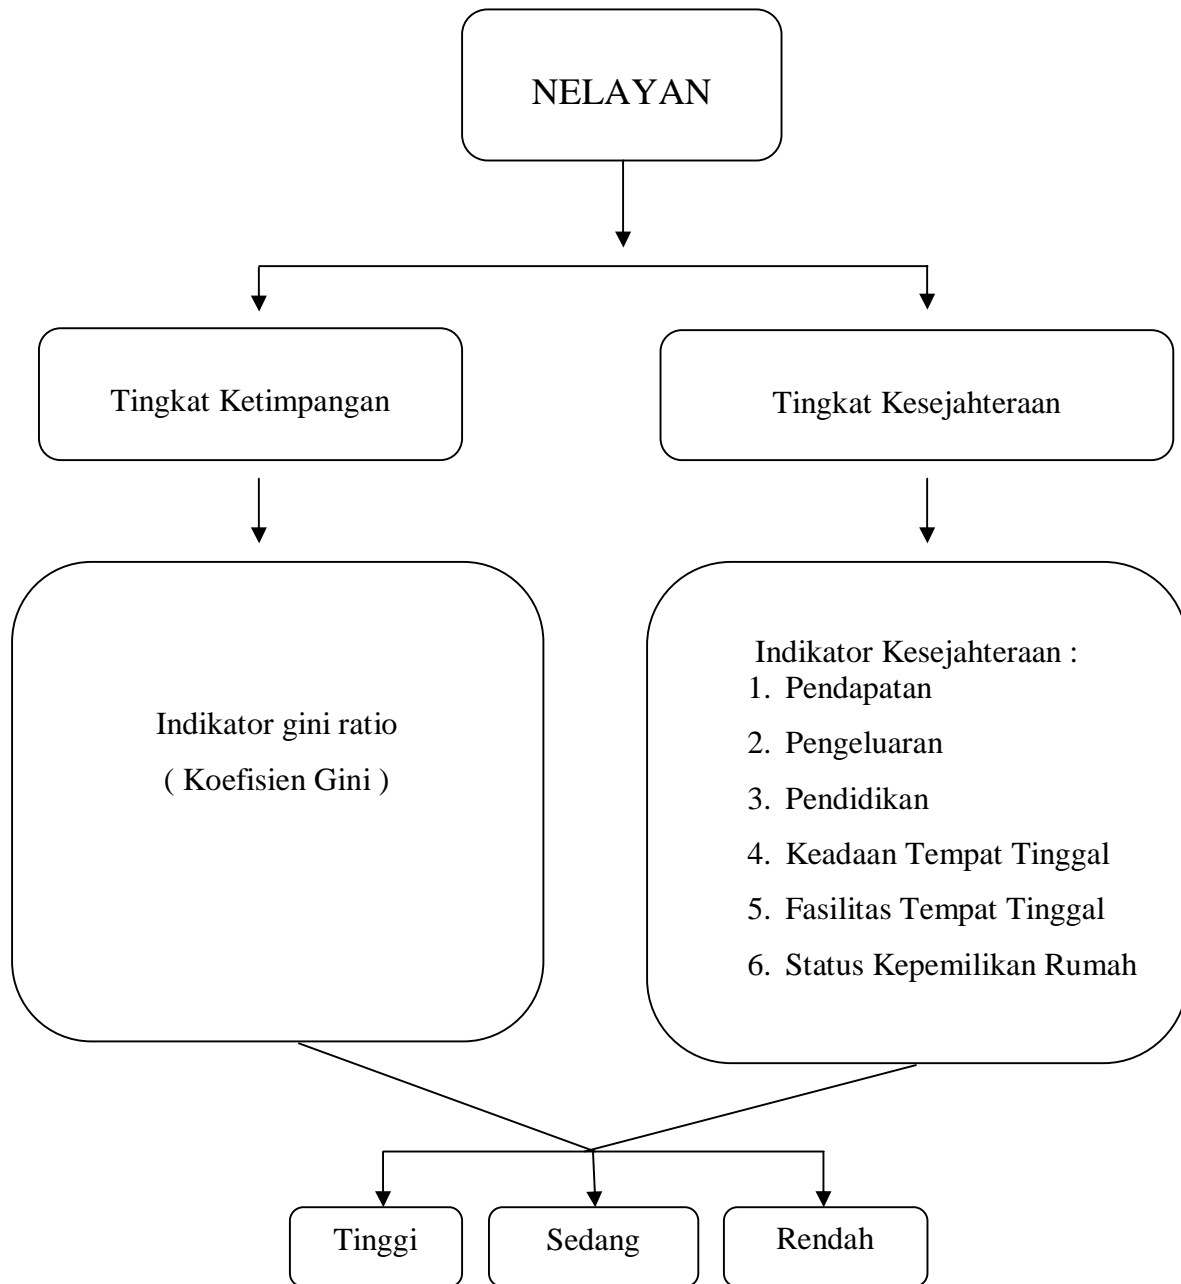 NELAYAN
Tingkat Ketimpangan
Tingkat Kesejahteraan
Indikator gini ratio
( Koefisien Gini )
Indikator Kesejahteraan :
1. Pendapatan
2. Pengeluaran
3. Pendidikan
4. Keadaan Tempat Tinggal
5. Fasilitas Tempat Tinggal
6. Status Kepemilikan Rumah
Tinggi
Sedang
Rendah